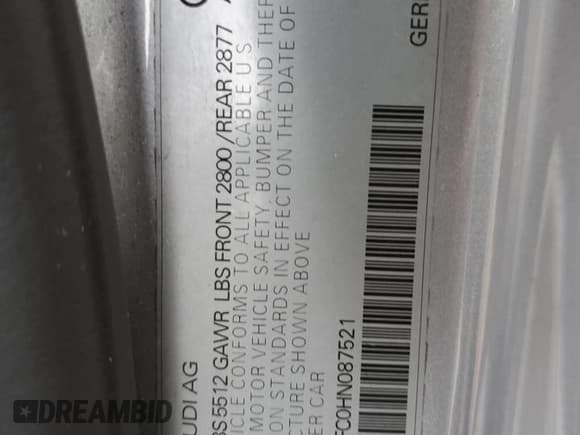 UDI AG
BS 5512 GAWR LBS FRONT 2800 /REAR 2877
ICLE CONFORMS TO ALL APPLICABLE U S
MOTOR VEHICLE SAFETY, BUMPER AND THEF
ON STANDARDS IN EFFECT ON THE DATE OF
CTURE SHOWN ABOVE
ER CAR
FC0HN087521
GER
DREAMBID